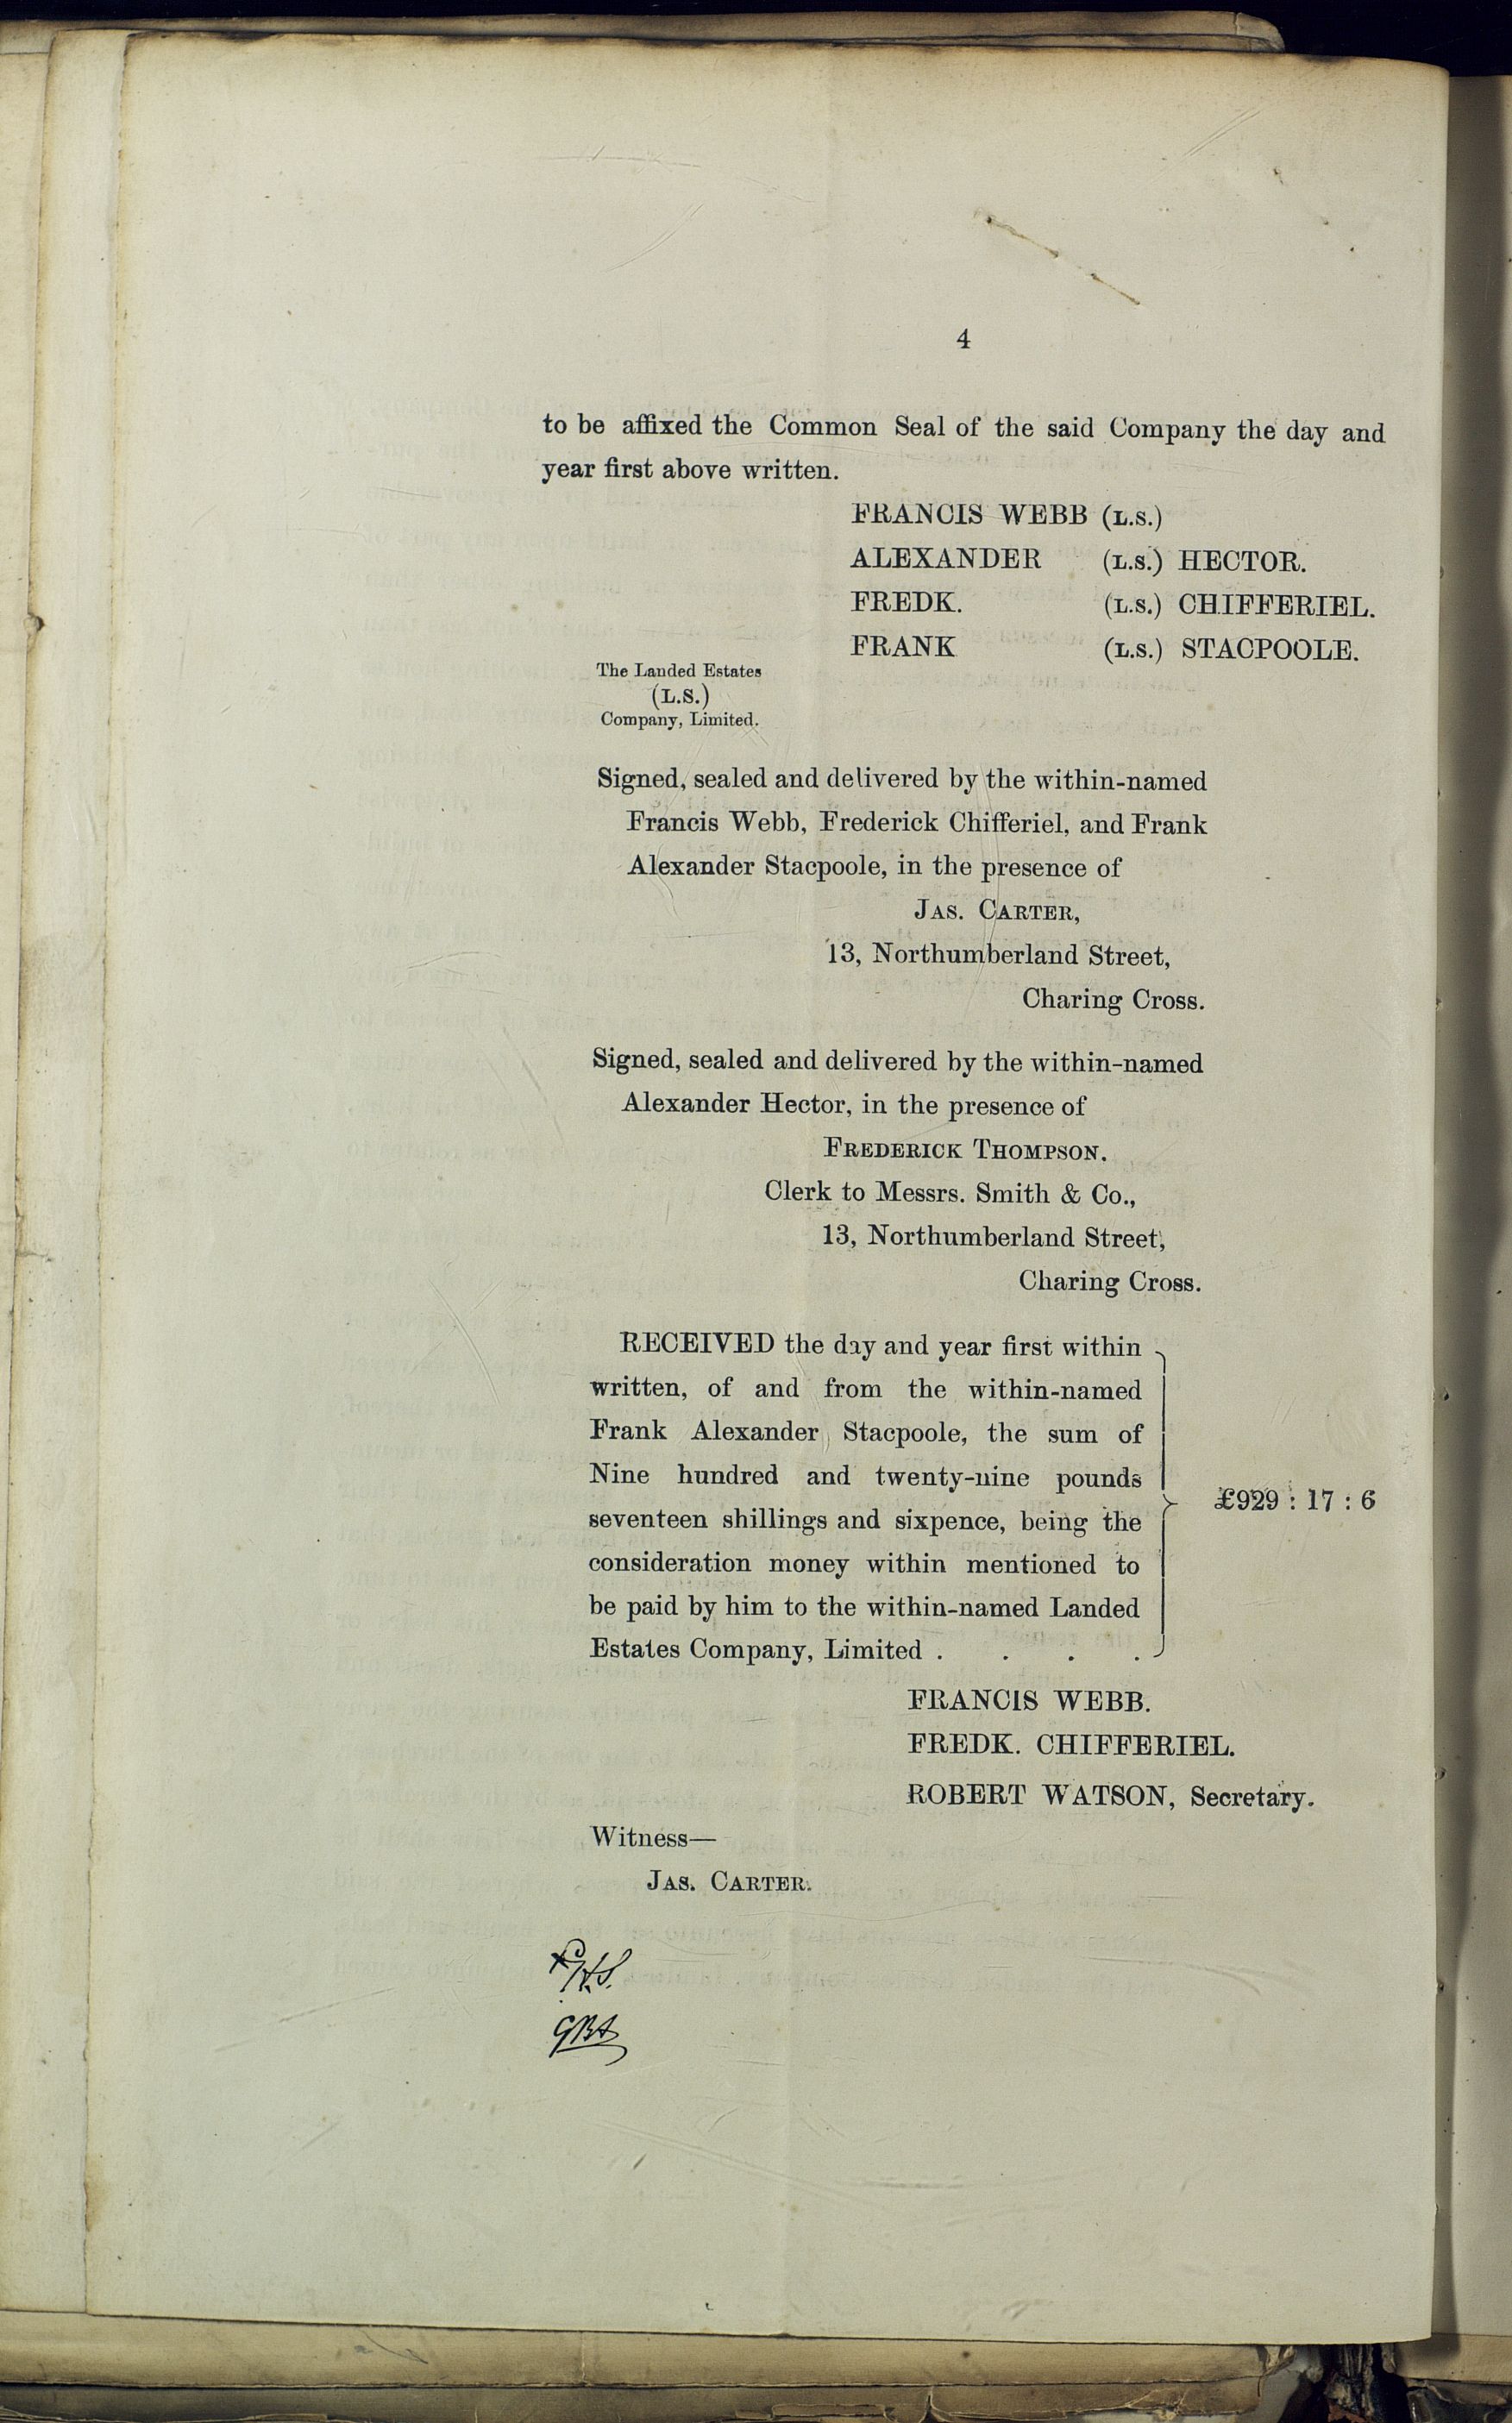 4
to be affixed the Common Seal of the said Company the day and
year first above written.
FRANCIS WEBB (L.S.)
ALEXANDER (L.S.) HECTOR.
FREDK. (L.S.) CHIFFERIEL.
FRANK (L.S.) STACPOOLE.
The Landed Estates
(L.S.)
Company, Limited.
Signed, sealed and delivered by the within-named
Francis Webb, Frederick Chifferiel, and Frank
Alexander Stacpoole, in the presence of
JAS. CARTER,
13, Northumberland Street,
Charing Cross.
Signed, sealed and delivered by the within-named
Alexander Hector, in the presence of
FREDERICK THOMPSON.
Clerk to Messrs. Smith & Co.,
13, Northumberland Street,
Charing Cross.
RECEIVED the day and year first within
written, of and from the within-named
Frank Alexander Stacpoole, the sum of
Nine hundred and twenty-nine pounds
seventeen shillings and sixpence, being the
£929 : 17 : 6
consideration money within mentioned to
be paid by him to the within-named Landed
Estates Company, Limited . . . .
FRANCIS WEBB.
FREDK. CHIFFERIEL.
ROBERT WATSON, Secretary.
Witness—
JAS. CARTER.